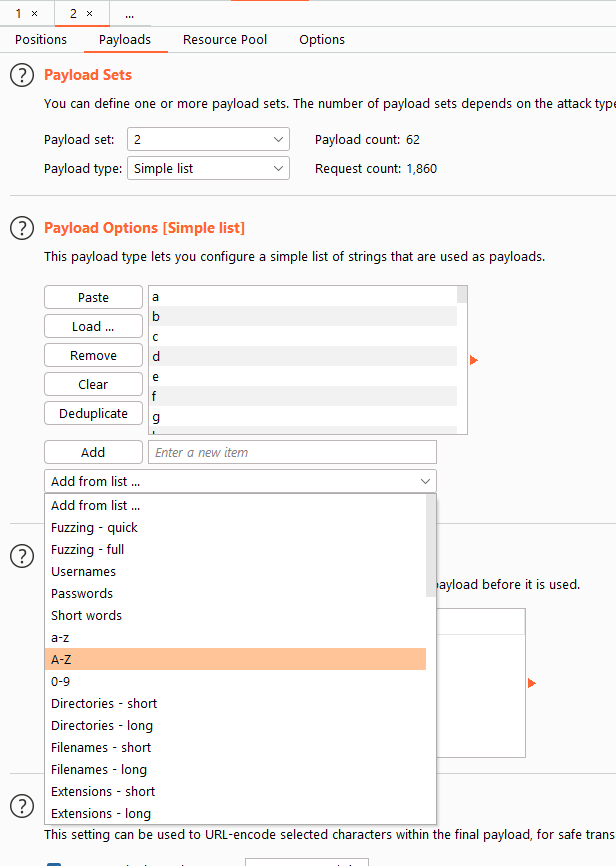 1 × 2 × ...
Positions Payloads Resource Pool Options
? Payload Sets
You can define one or more payload sets. The number of payload sets depends on the attack type
Payload set: 2 Payload count: 62
Payload type: Simple list Request count: 1,860
? Payload Options [Simple list]
This payload type lets you configure a simple list of strings that are used as payloads.
Paste
Load ...
Remove
Clear
Deduplicate
a
b
c
d
e
f
g
Add Enter a new item
Add from list ...
Add from list ...
Fuzzing - quick
Fuzzing - full
?
Usernames
payload before it is used.
Passwords
Short words
a-z
A-Z
0-9
Directories - short
Directories - long
Filenames - short
Filenames - long
Extensions - short
?
Extensions - long
This setting can be used to URL-encode selected characters within the final payload, for safe trans